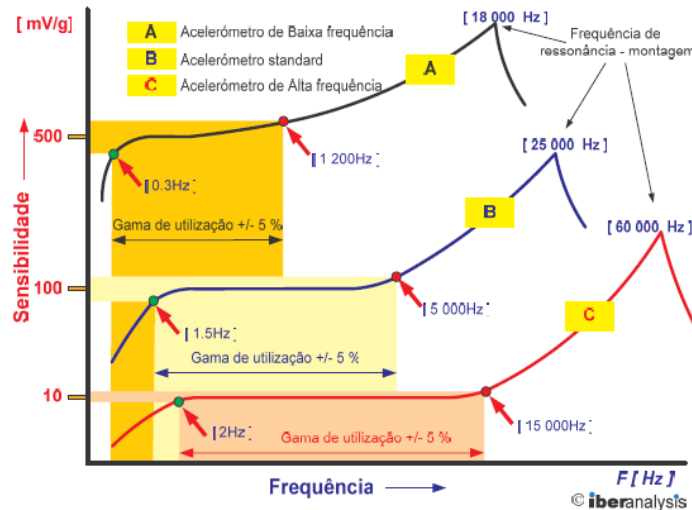 [ mV/g ]
A Acelerómetro de Baixa frequência
B Acelerómetro standard
C Acelerómetro de Alta frequência
[ 18 000 Hz ]
Frequência de
ressonância - montagem
A
500
[ 0.3Hz ]
[ 1 200Hz ]
[ 25 000 Hz ]
Gama de utilização +/- 5 %
B
[ 60 000 Hz ]
Sensibilidade
100
[ 1.5Hz ]
[ 5 000Hz ]
C
Gama de utilização +/- 5 %
10
[ 2Hz ]
Gama de utilização +/- 5 %
[ 15 000Hz ]
Frequência
F [ Hz ]
© iberanalysis